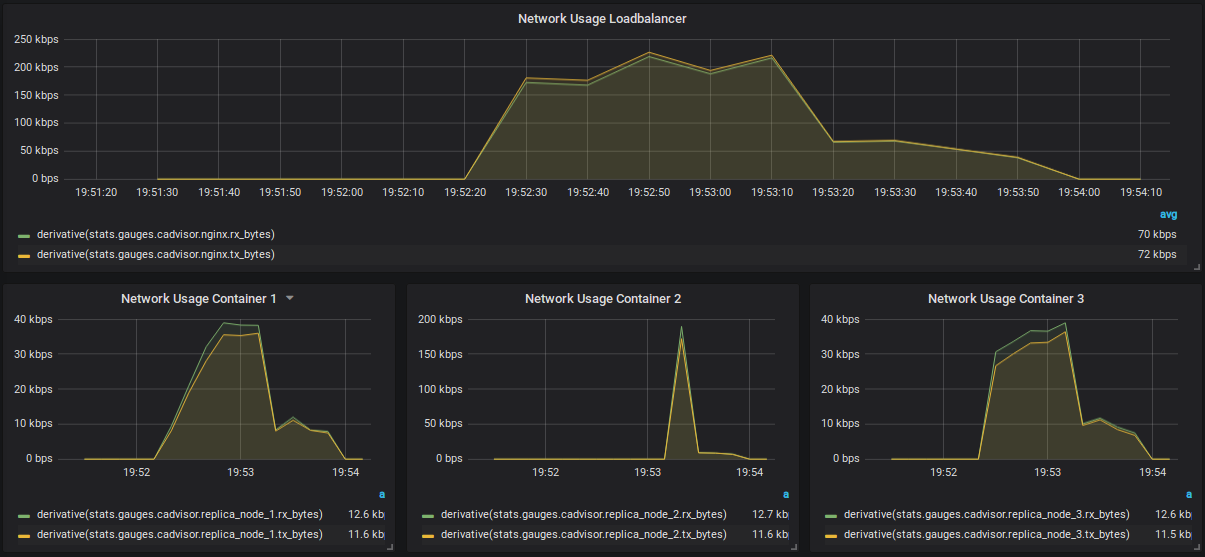 Network Usage Loadbalancer
250 kbps
200 kbps
150 kbps
100 kbps
50 kbps
0 bps
19:51:20 19:51:30 19:51:40 19:51:50 19:52:00 19:52:10 19:52:20 19:52:30 19:52:40 19:52:50 19:53:00 19:53:10 19:53:20 19:53:30 19:53:40 19:53:50 19:54:00 19:54:10
avg
derivative(stats.gauges.cadvisor.nginx.rx_bytes) 70 kbps
derivative(stats.gauges.cadvisor.nginx.tx_bytes) 72 kbps
Network Usage Container 1
40 kbps
30 kbps
20 kbps
10 kbps
0 bps
19:52 19:53 19:54
a
derivative(stats.gauges.cadvisor.replica_node_1.rx_bytes) 12.6 kb
derivative(stats.gauges.cadvisor.replica_node_1.tx_bytes) 11.6 kb
Network Usage Container 2
200 kbps
150 kbps
100 kbps
50 kbps
0 bps
19:52 19:53 19:54
a
derivative(stats.gauges.cadvisor.replica_node_2.rx_bytes) 12.7 kb
derivative(stats.gauges.cadvisor.replica_node_2.tx_bytes) 11.6 kb
Network Usage Container 3
40 kbps
30 kbps
20 kbps
10 kbps
0 bps
19:52 19:53 19:54
a
derivative(stats.gauges.cadvisor.replica_node_3.rx_bytes) 12.6 kb
derivative(stats.gauges.cadvisor.replica_node_3.tx_bytes) 11.5 kb